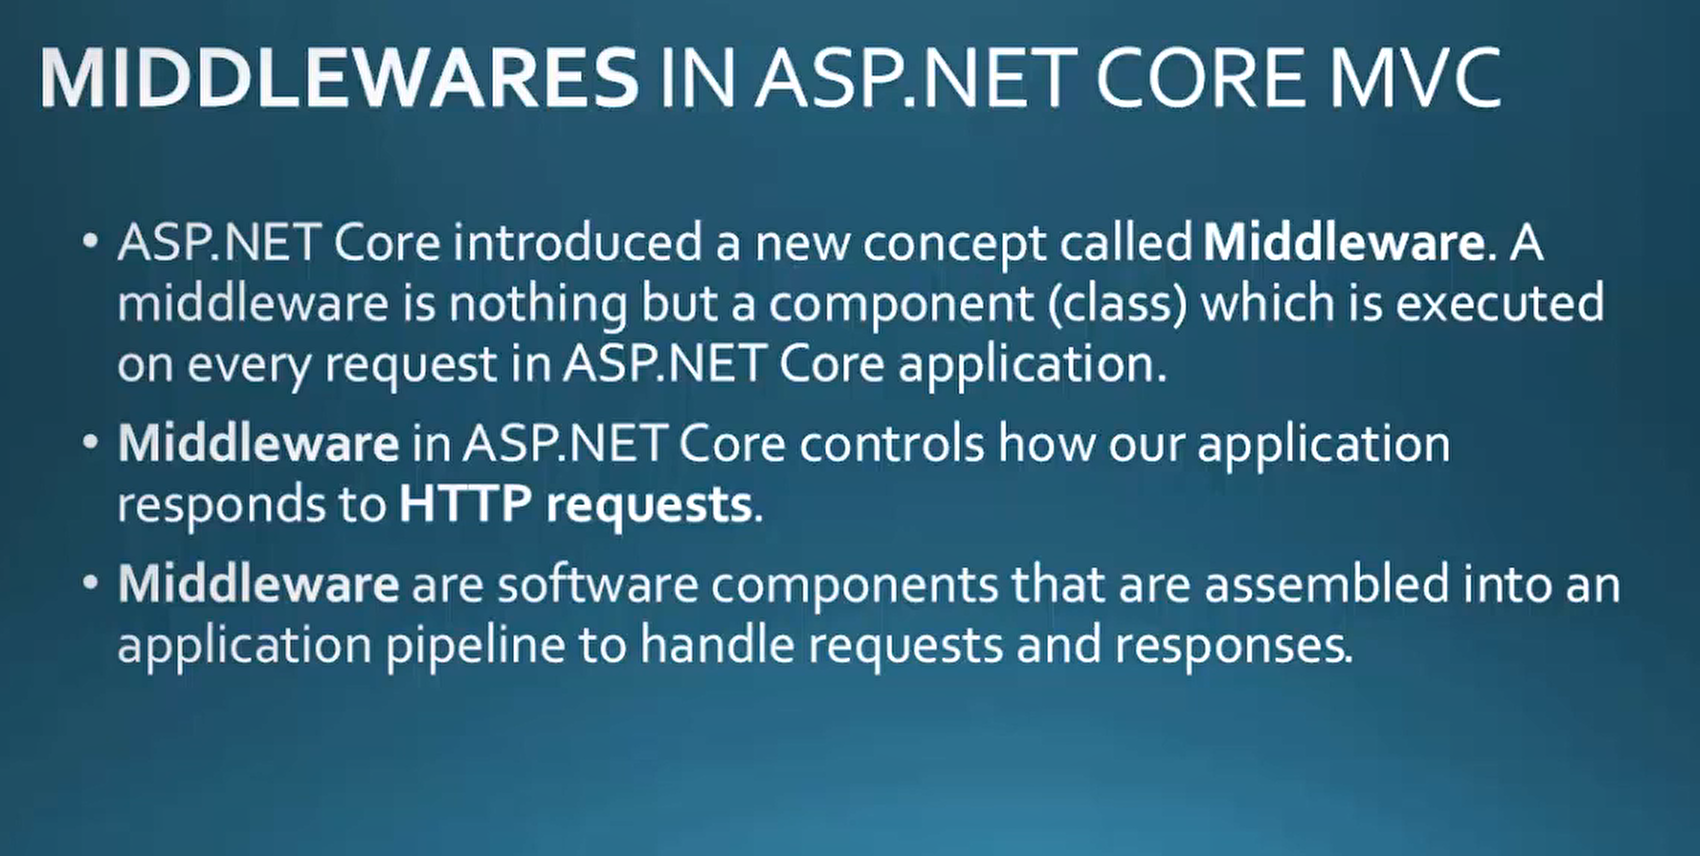 MIDDLEWARES IN ASP.NET CORE MVC
• ASP.NET Core introduced a new concept called Middleware. A
middleware is nothing but a component (class) which is executed
on every request in ASP.NET Core application.
• Middleware in ASP.NET Core controls how our application
responds to HTTP requests.
• Middleware are software components that are assembled into an
application pipeline to handle requests and responses.